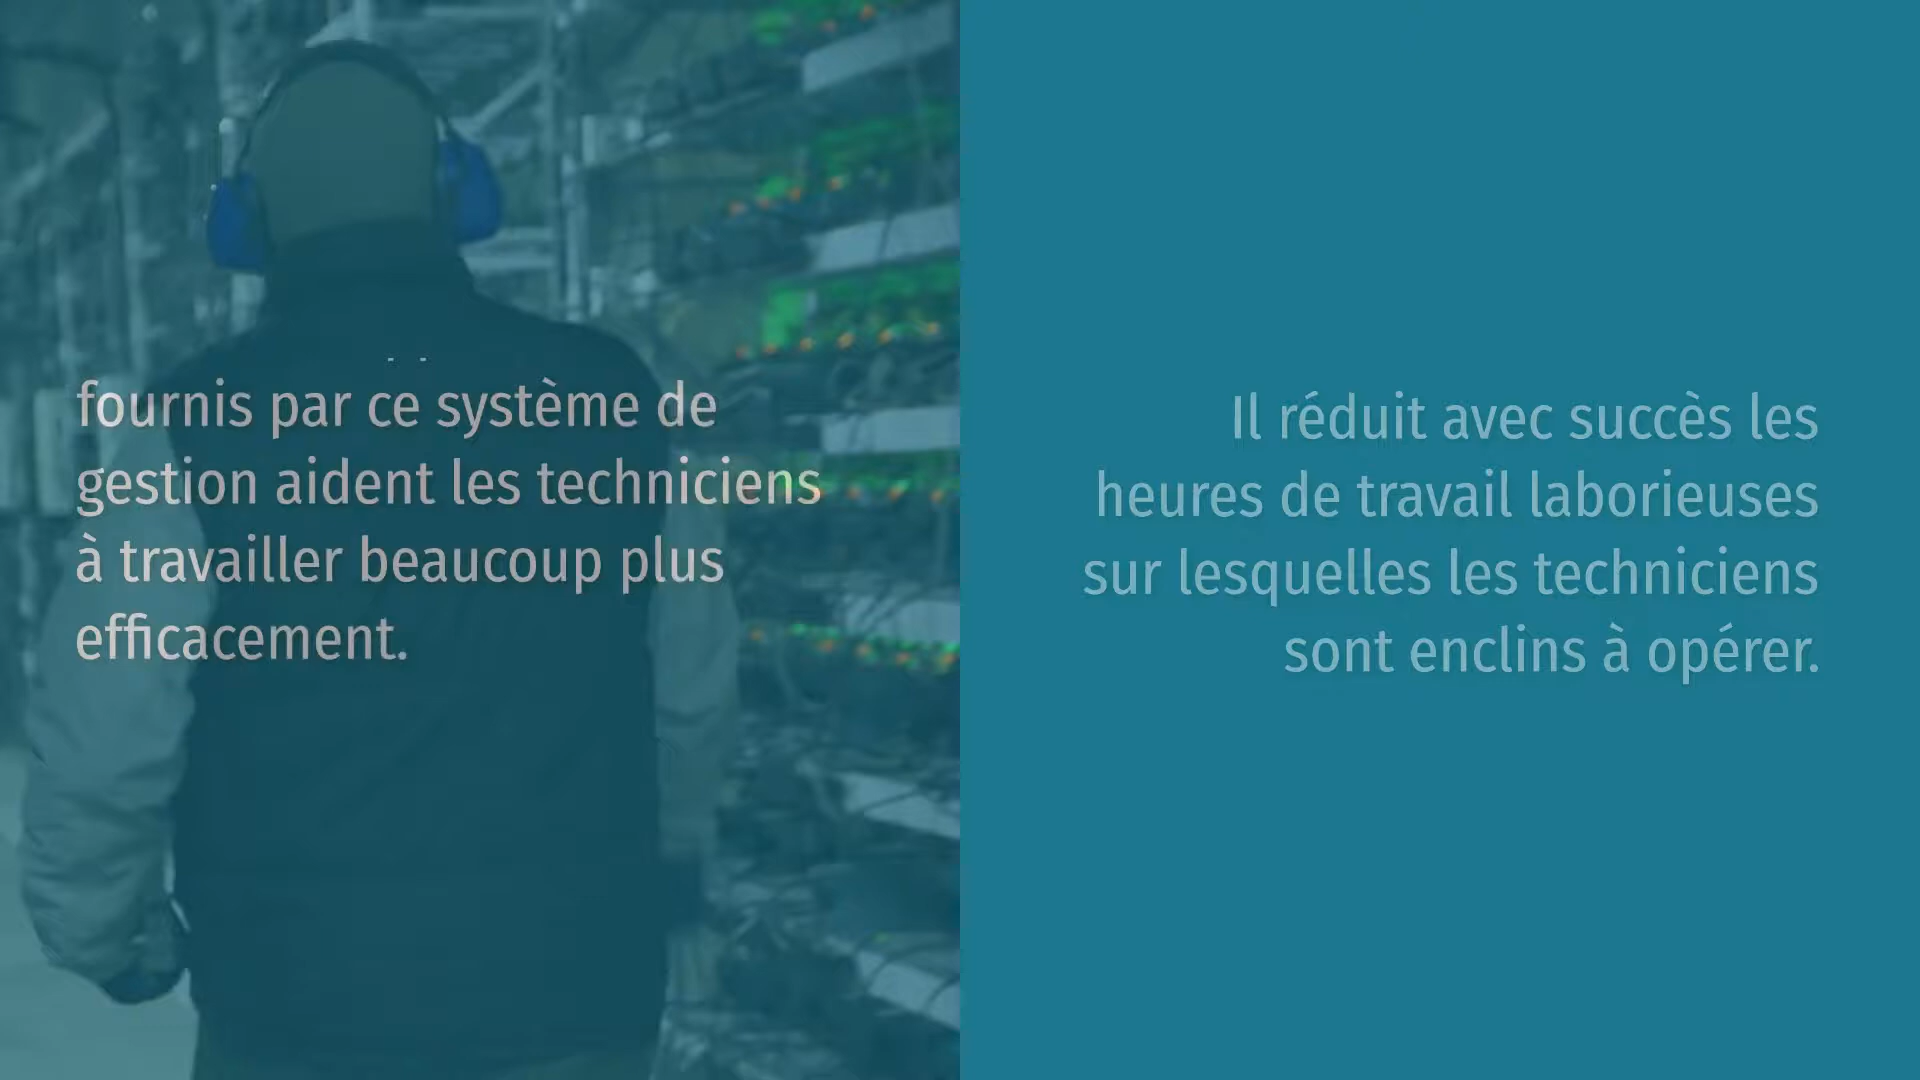 fournis par ce système de
gestion aident les techniciens
à travailler beaucoup plus
efficacement.
Il réduit avec succès les
heures de travail laborieuses
sur lesquelles les techniciens
sont enclins à opérer.